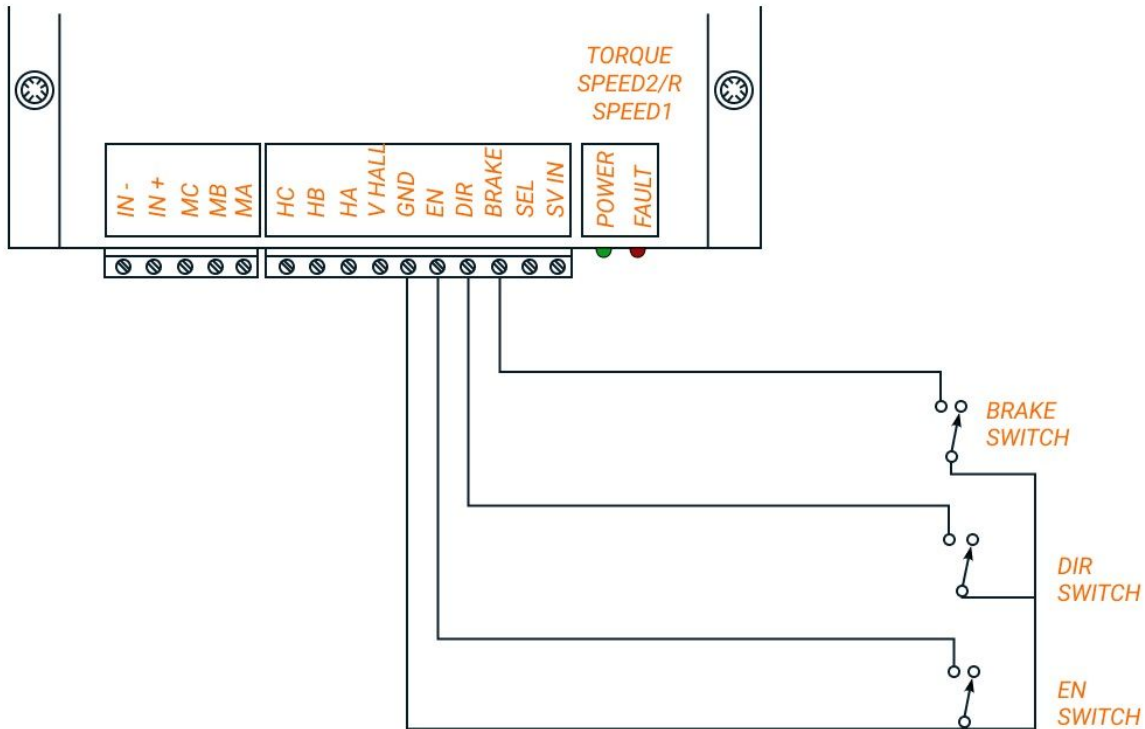 TORQUE
SPEED2/R
SPEED1
IN -
IN +
MC
MB
MA
HC
HB
HA
V HALL
GND
EN
DIR
BRAKE
SEL
SV IN
POWER
FAULT
BRAKE
SWITCH
DIR
SWITCH
EN
SWITCH